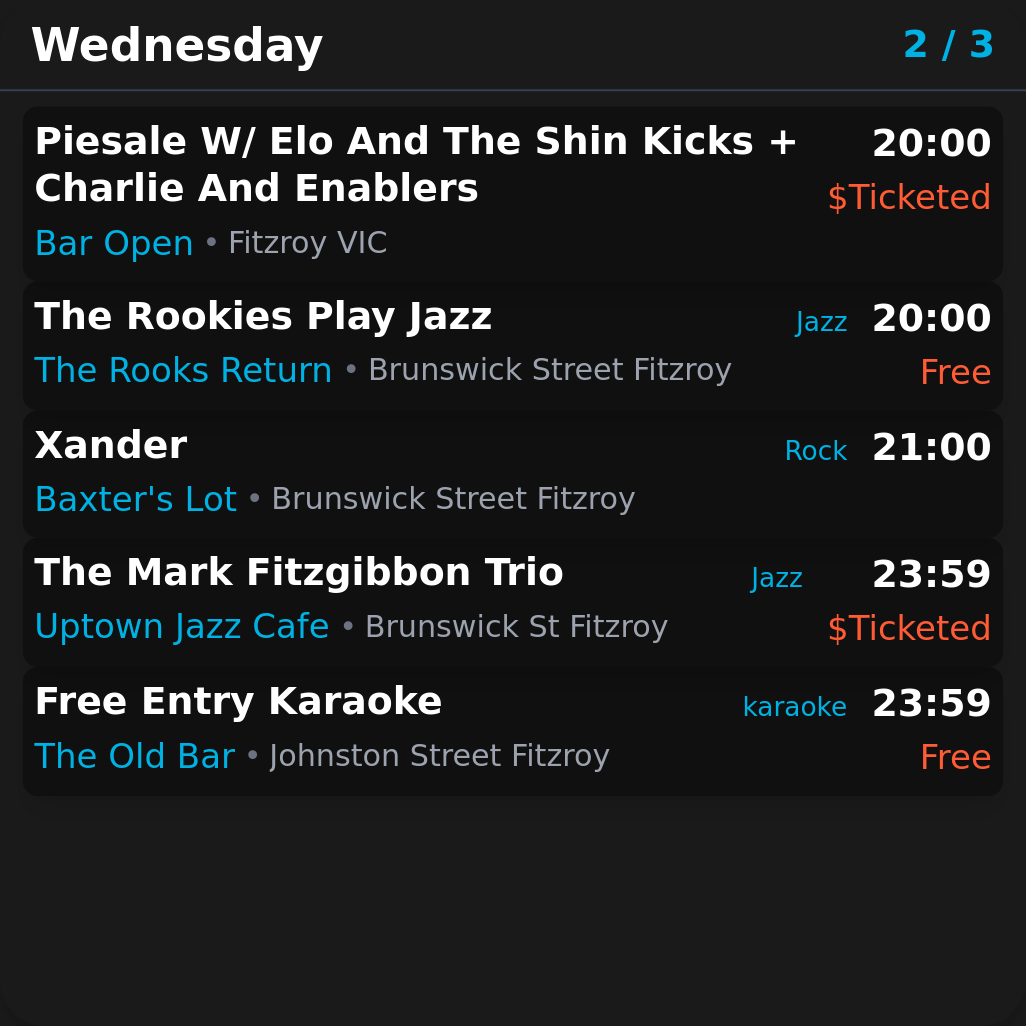 Wednesday 2 / 3
Piesale W/ Elo And The Shin Kicks + 20:00
Charlie And Enablers $Ticketed
Bar Open • Fitzroy VIC
The Rookies Play Jazz Jazz 20:00
The Rooks Return • Brunswick Street Fitzroy Free
Xander Rock 21:00
Baxter's Lot • Brunswick Street Fitzroy
The Mark Fitzgibbon Trio Jazz 23:59
Uptown Jazz Cafe • Brunswick St Fitzroy $Ticketed
Free Entry Karaoke karaoke 23:59
The Old Bar • Johnston Street Fitzroy Free